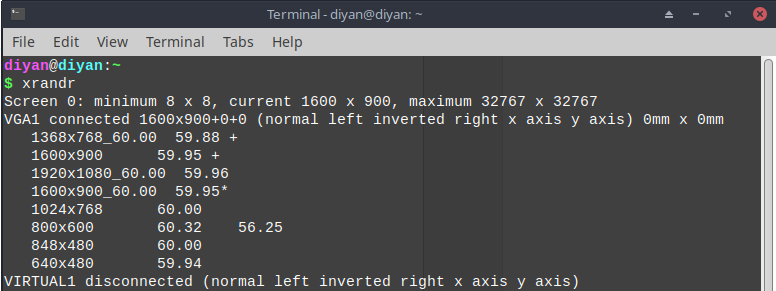 Terminal - diyan@diyan: ~
File Edit View Terminal Tabs Help
diyan@diyan:~
$ xrandr
Screen 0: minimum 8 x 8, current 1600 x 900, maximum 32767 x 32767
VGA1 connected 1600x900+0+0 (normal left inverted right x axis y axis) 0mm x 0mm
   1368x768_60.00  59.88 +
   1600x900      59.95 +
   1920x1080_60.00  59.96
   1600x900_60.00  59.95*
   1024x768      60.00
   800x600       60.32    56.25
   848x480       60.00
   640x480       59.94
VIRTUAL1 disconnected (normal left inverted right x axis y axis)